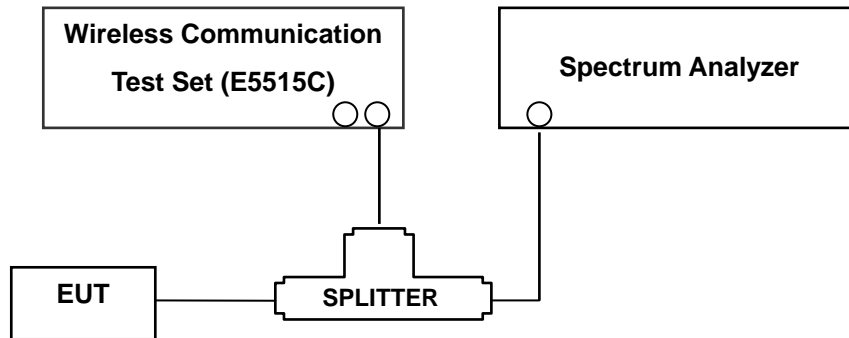 Wireless Communication
Test Set (E5515C)
Spectrum Analyzer
EUT
SPLITTER